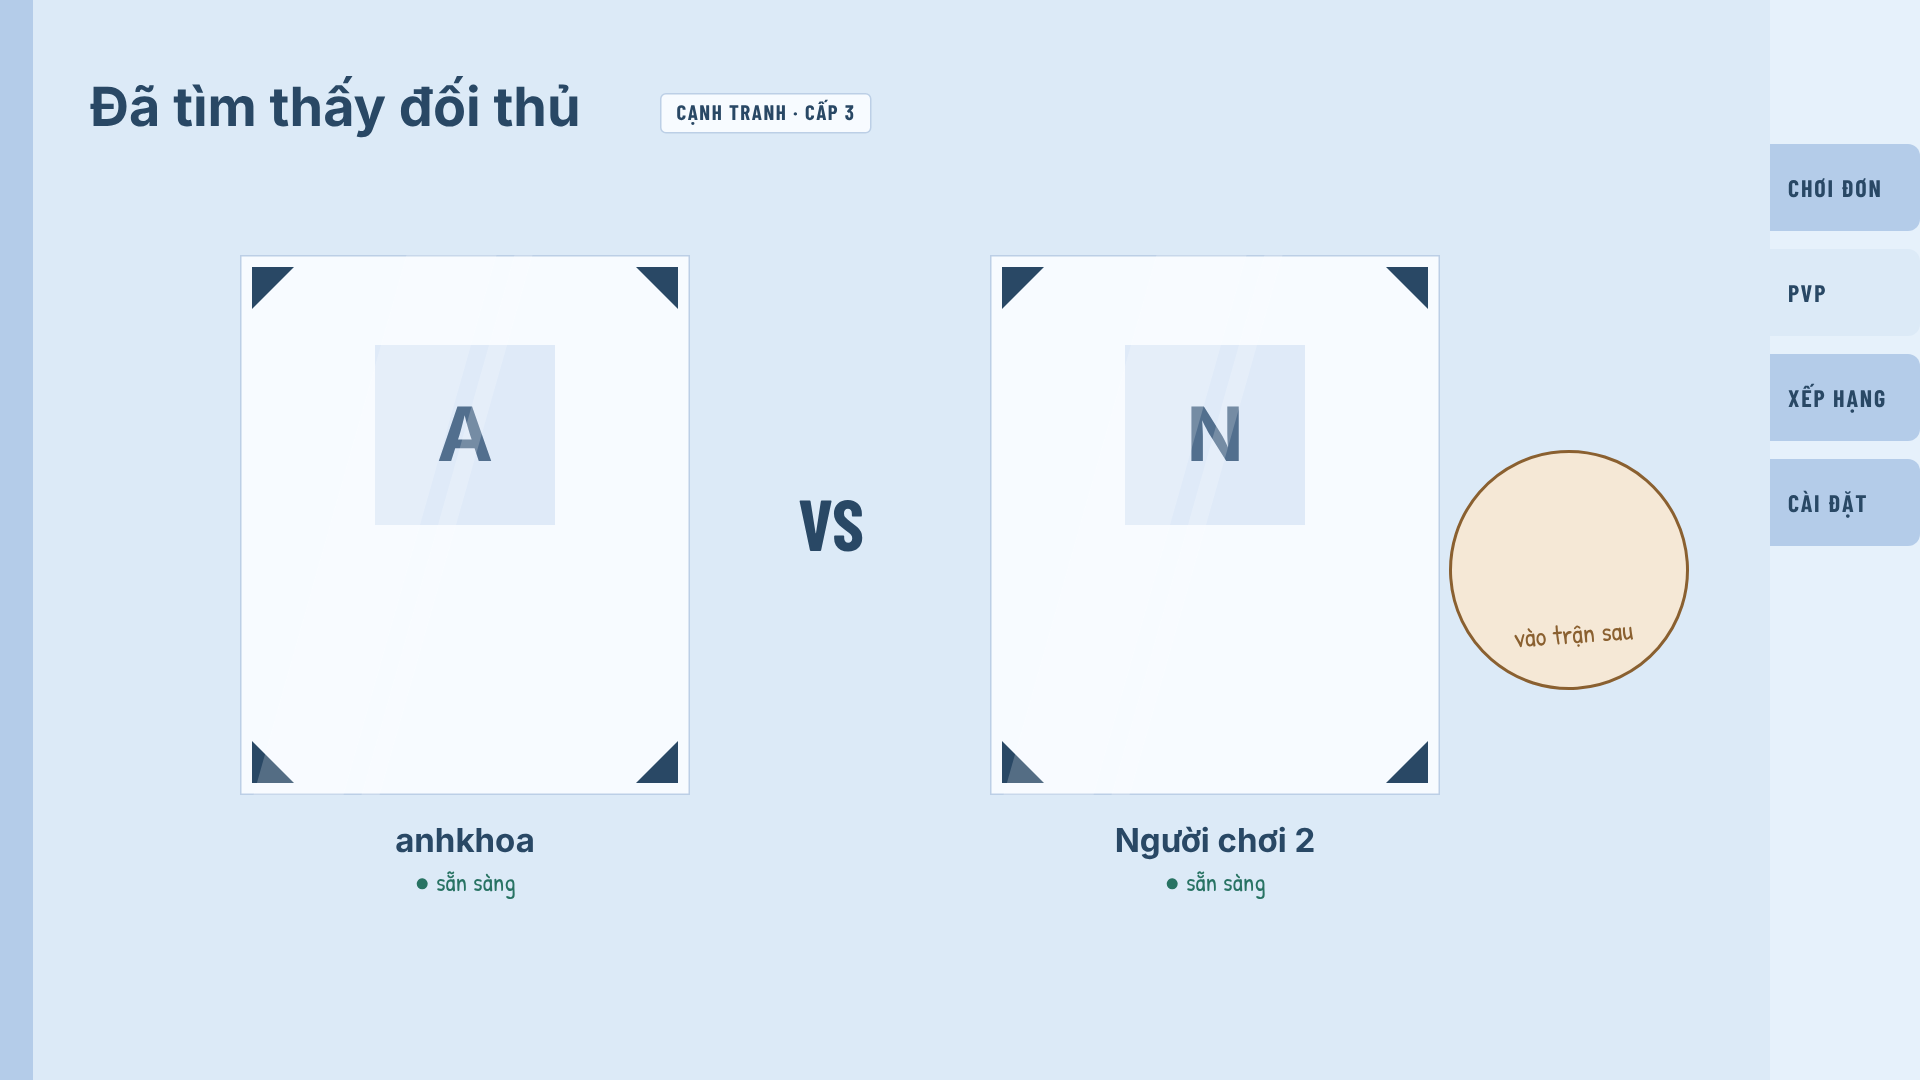 Đã tìm thấy đối thủ
CẠNH TRANH · CẤP 3
CHƠI ĐƠN
PVP
XẾP HẠNG
CÀI ĐẶT
A
VS
N
vào trận sau
anhkhoa
sẵn sàng
Người chơi 2
sẵn sàng